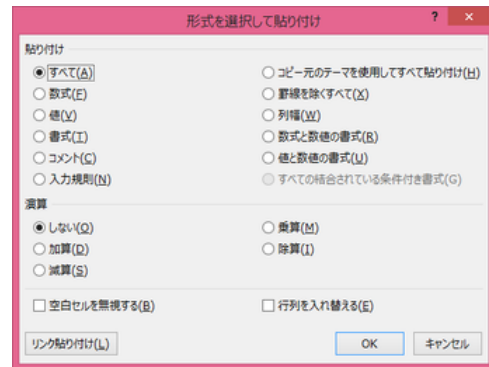 形式を選択して貼り付け ? ×
貼り付け
すべて(A) コピー元のテーマを使用してすべて貼り付け(H)
数式(F) 罫線を除くすべて(X)
値(V) 列幅(W)
書式(T) 数式と数値の書式(R)
コメント(C) 値と数値の書式(U)
入力規則(N) すべての結合されている条件付き書式(G)
演算
しない(O) 乗算(M)
加算(D) 除算(I)
減算(S)
空白セルを無視する(B) 行列を入れ替える(E)
リンク貼り付け(L) OK キャンセル